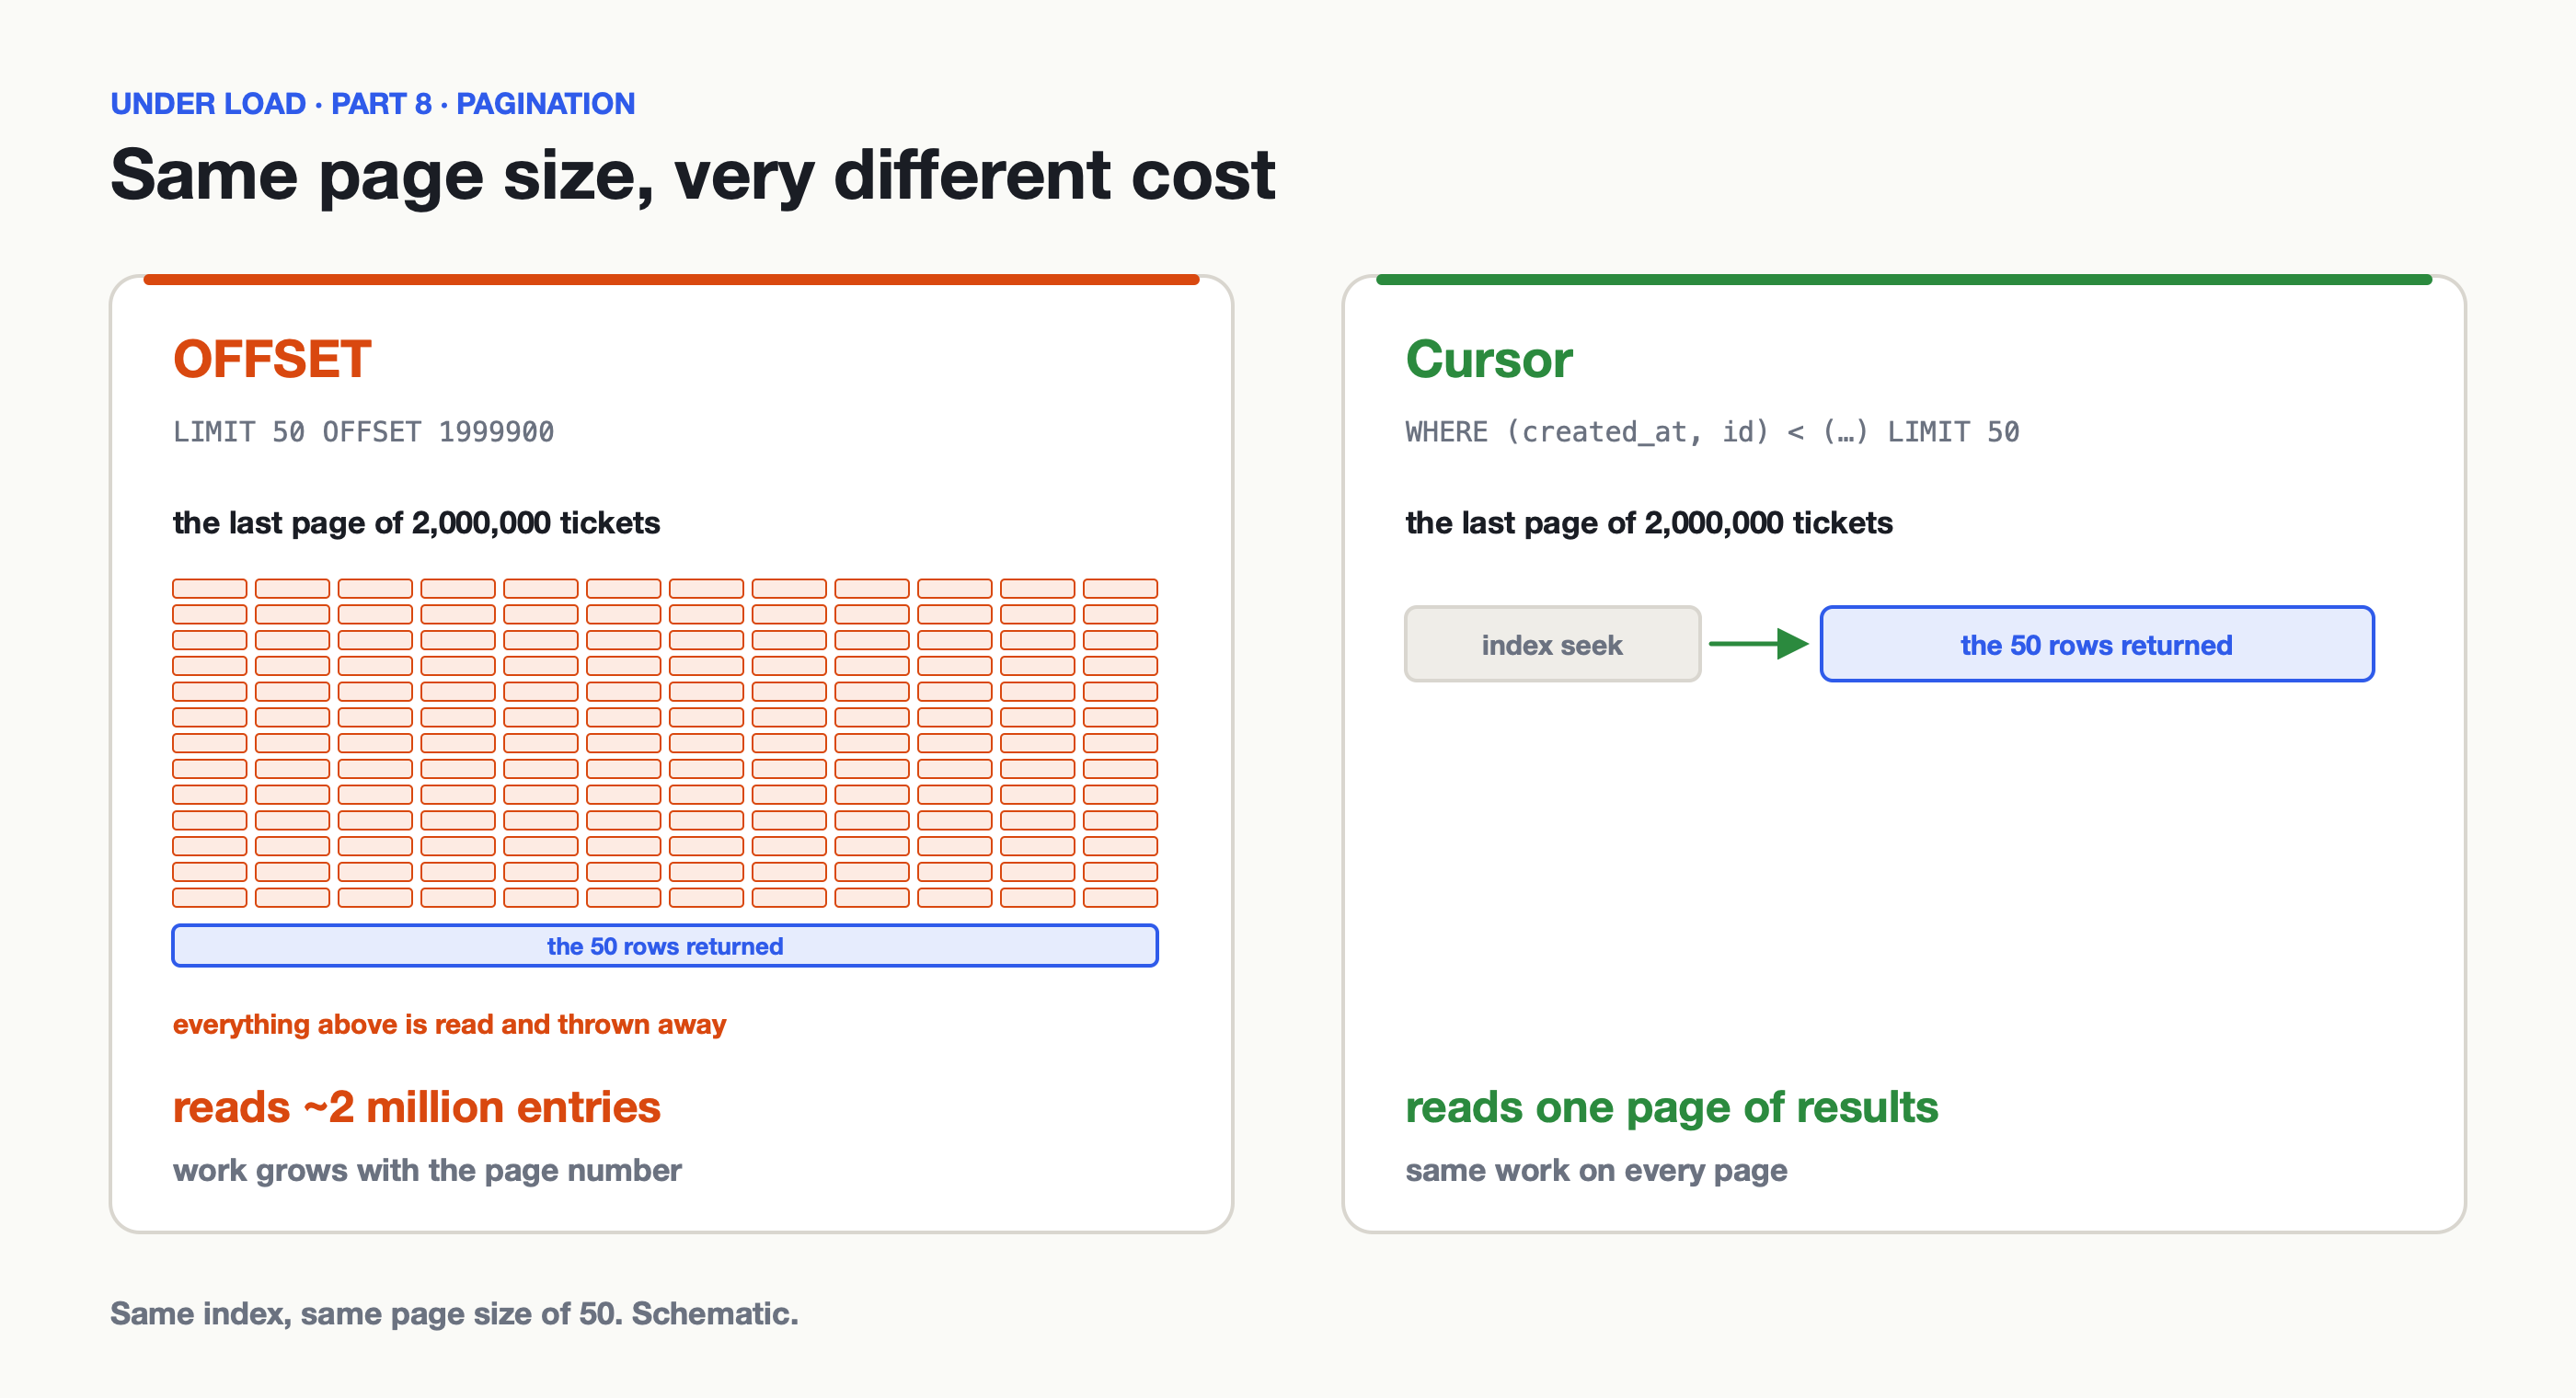 UNDER LOAD · PART 8 · PAGINATION
Same page size, very different cost
OFFSET
LIMIT 50 OFFSET 1999900
the last page of 2,000,000 tickets
the 50 rows returned
everything above is read and thrown away
reads ~2 million entries
work grows with the page number
Cursor
WHERE (created_at, id) < (…) LIMIT 50
the last page of 2,000,000 tickets
index seek
the 50 rows returned
reads one page of results
same work on every page
Same index, same page size of 50. Schematic.